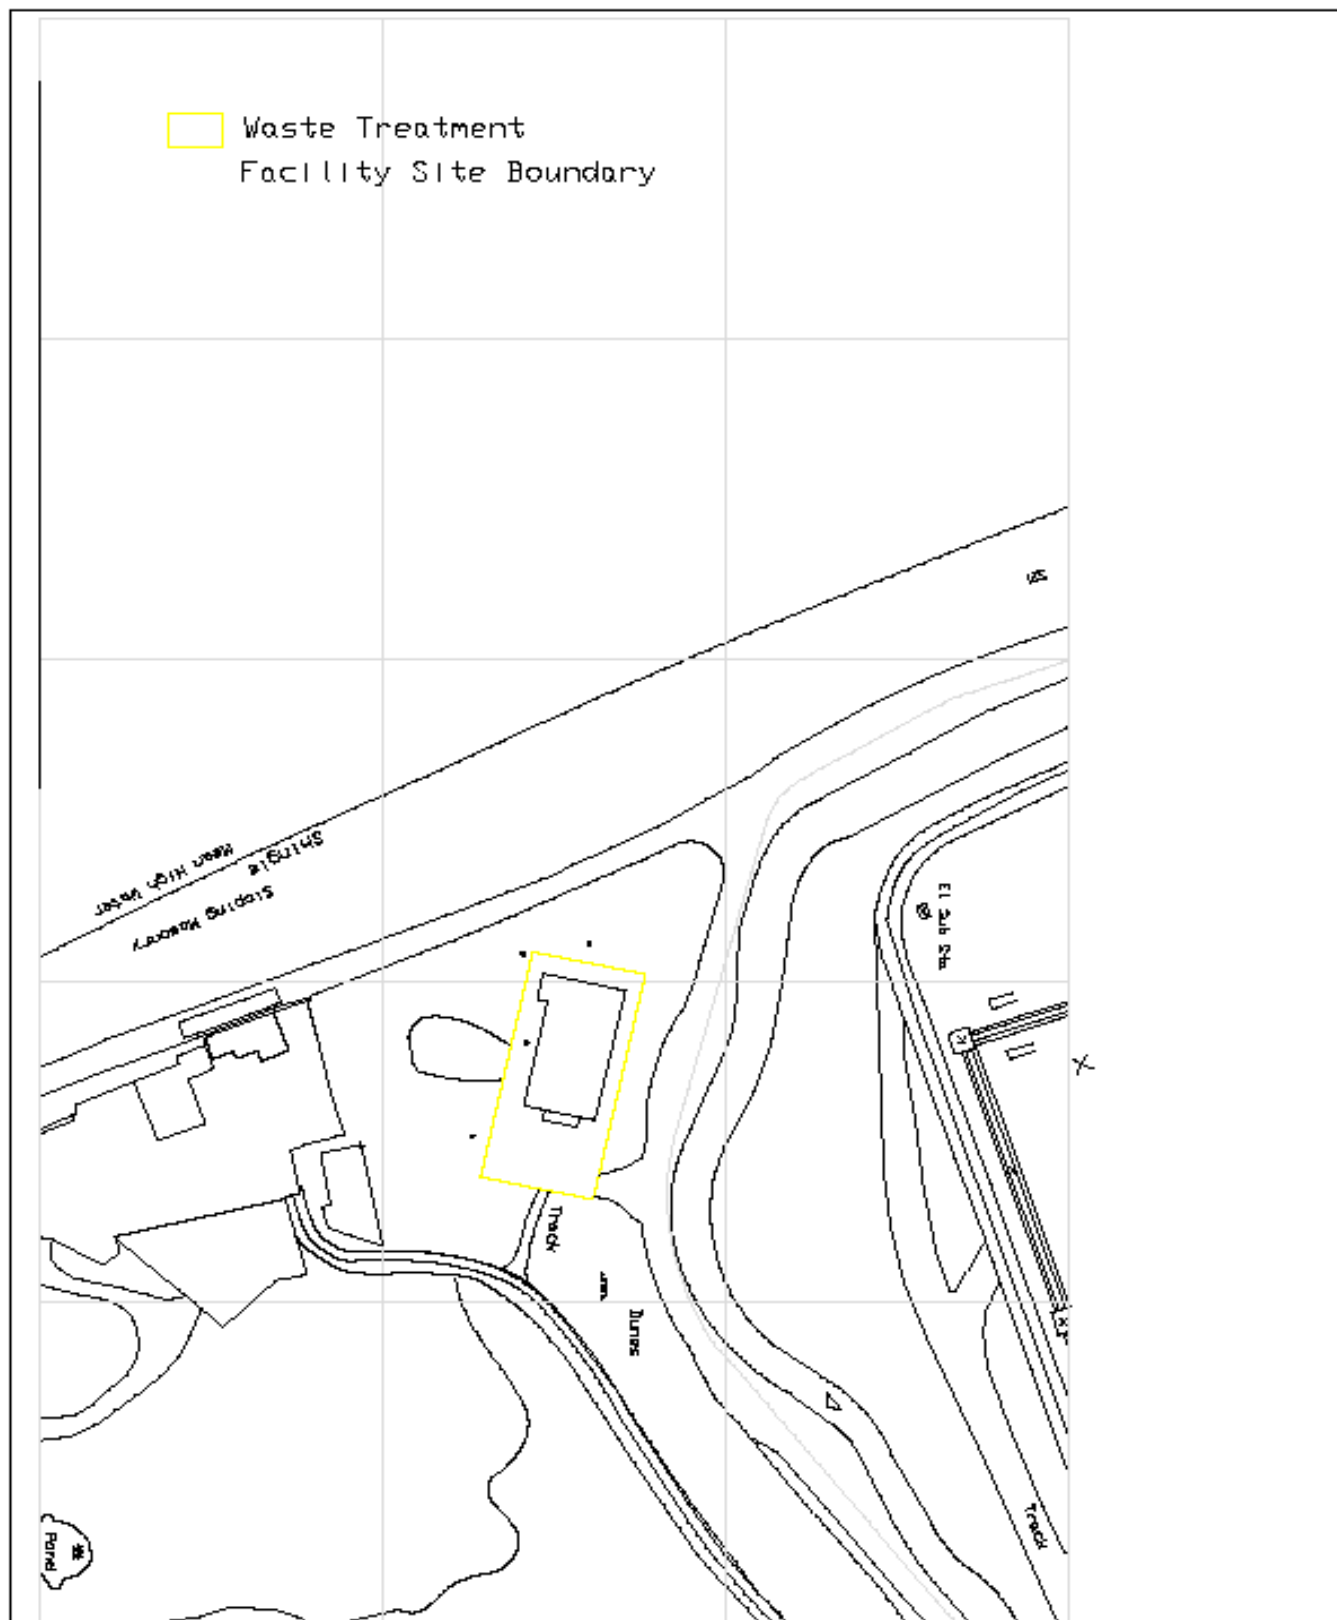 Waste Treatment
Facility Site Boundary
Mean High Water
Shingle
Sloping Masonry
El Sub Sta
Track
Dunes
Track
Pond